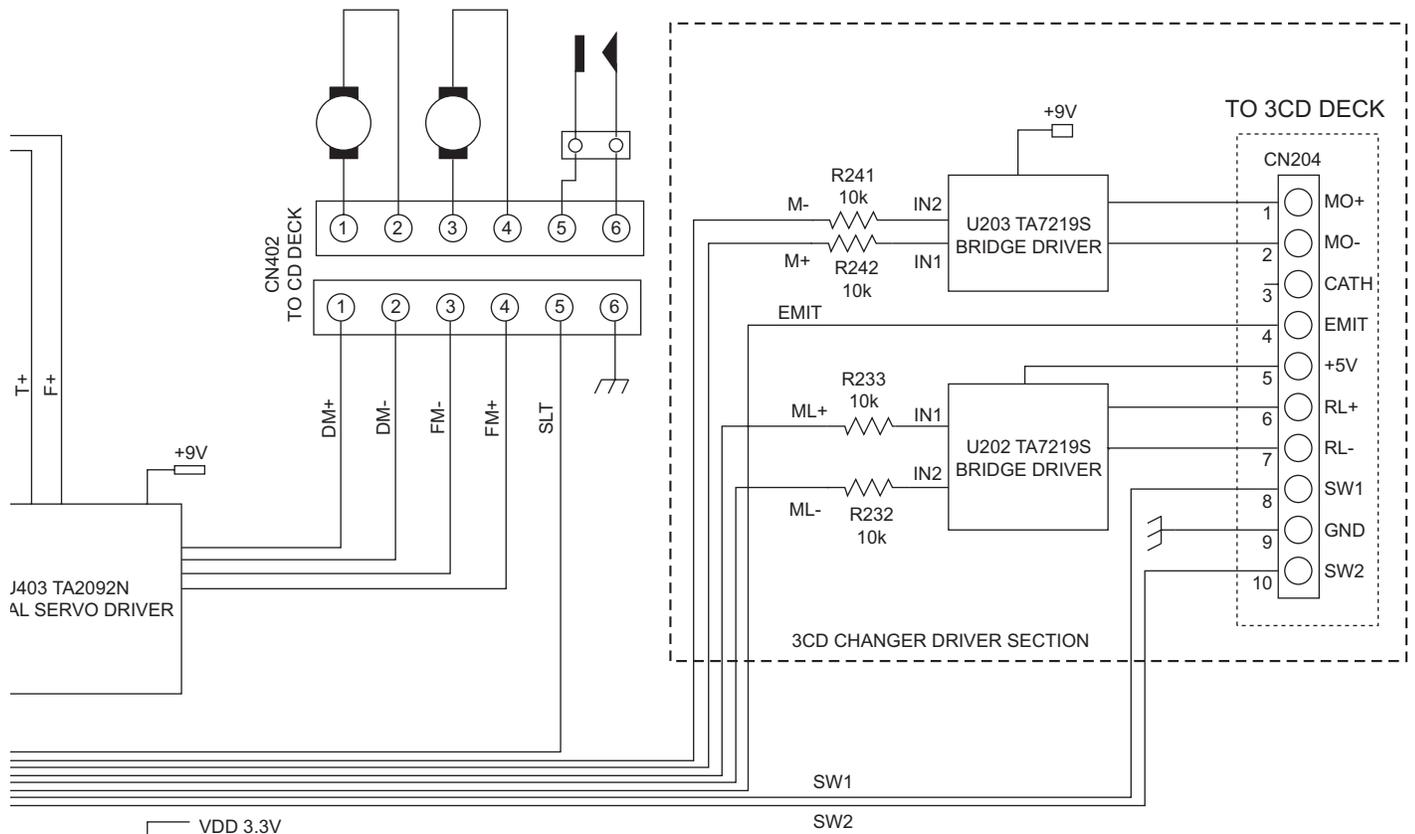 TO 3CD DECK
+9V
CN204
R241
10k
M-
IN2
U203 TA7219S
BRIDGE DRIVER
M+
R242
10k
IN1
EMIT
1
MO+
2
MO-
3
CATH
4
EMIT
5
+5V
6
RL+
7
RL-
8
SW1
9
GND
10
SW2
R233
10k
ML+
IN1
U202 TA7219S
BRIDGE DRIVER
IN2
ML-
R232
10k
3CD CHANGER DRIVER SECTION
CN402
TO CD DECK
1 2 3 4 5 6
1 2 3 4 5 6
T+
F+
DM+
DM-
FM-
FM+
SLT
+9V
403 TA2092N
AL SERVO DRIVER
SW1
SW2
VDD 3.3V